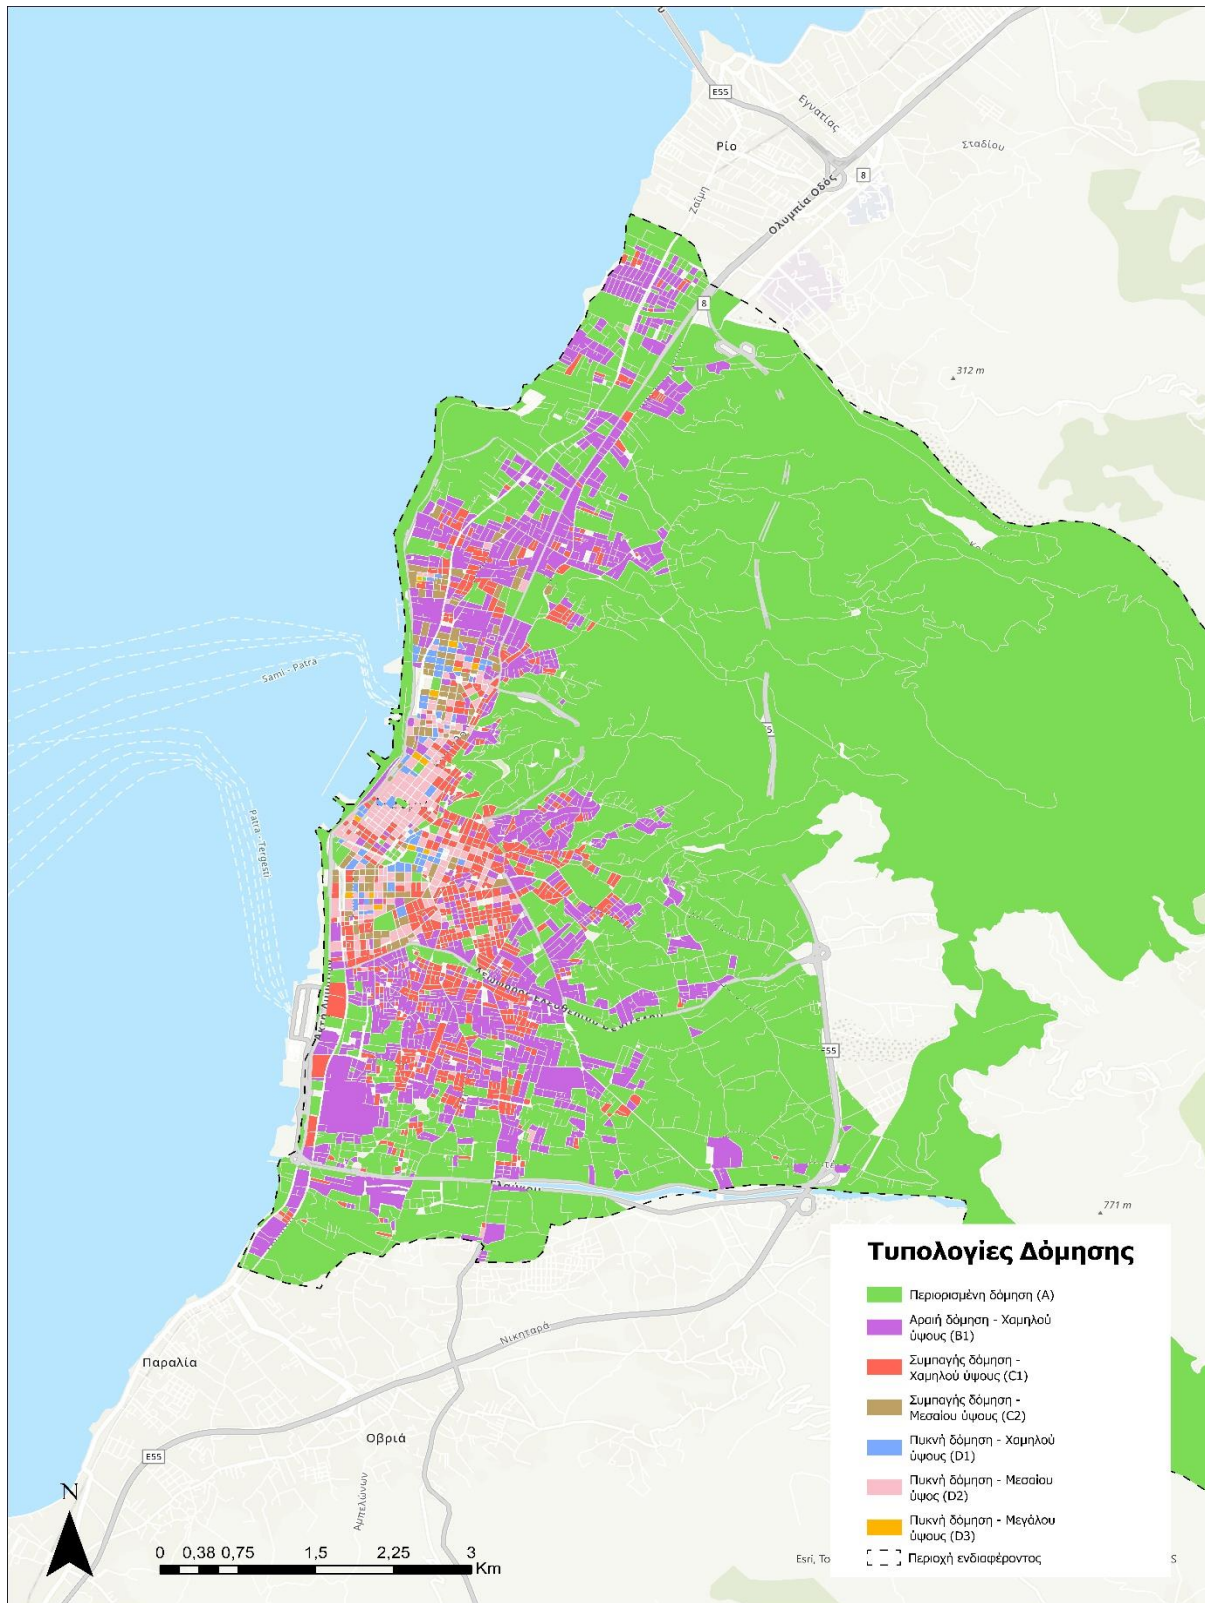 E55
Εγνατίας
Ρίο
Σταδίου
8
Ζαΐμη
Ολυμπία Οδός
8
312 m
Sami - Patra
Patra - Tergesti
E55
771 m
Νικηταρά
Παραλία
Οβριά
E55
Αμπελώνων
Τυπολογίες Δόμησης
Περιορισμένη δόμηση (A)
Αραιή δόμηση - Χαμηλού
ύψους (B1)
Συμπαγής δόμηση -
Χαμηλού ύψους (C1)
Συμπαγής δόμηση -
Μεσαίου ύψους (C2)
Πυκνή δόμηση - Χαμηλού
ύψους (D1)
Πυκνή δόμηση - Μεσαίου
ύψος (D2)
Πυκνή δόμηση - Μεγάλου
ύψους (D3)
Περιοχή ενδιαφέροντος
N
0 0,38 0,75 1,5 2,25 3
Km
Esri, To
S